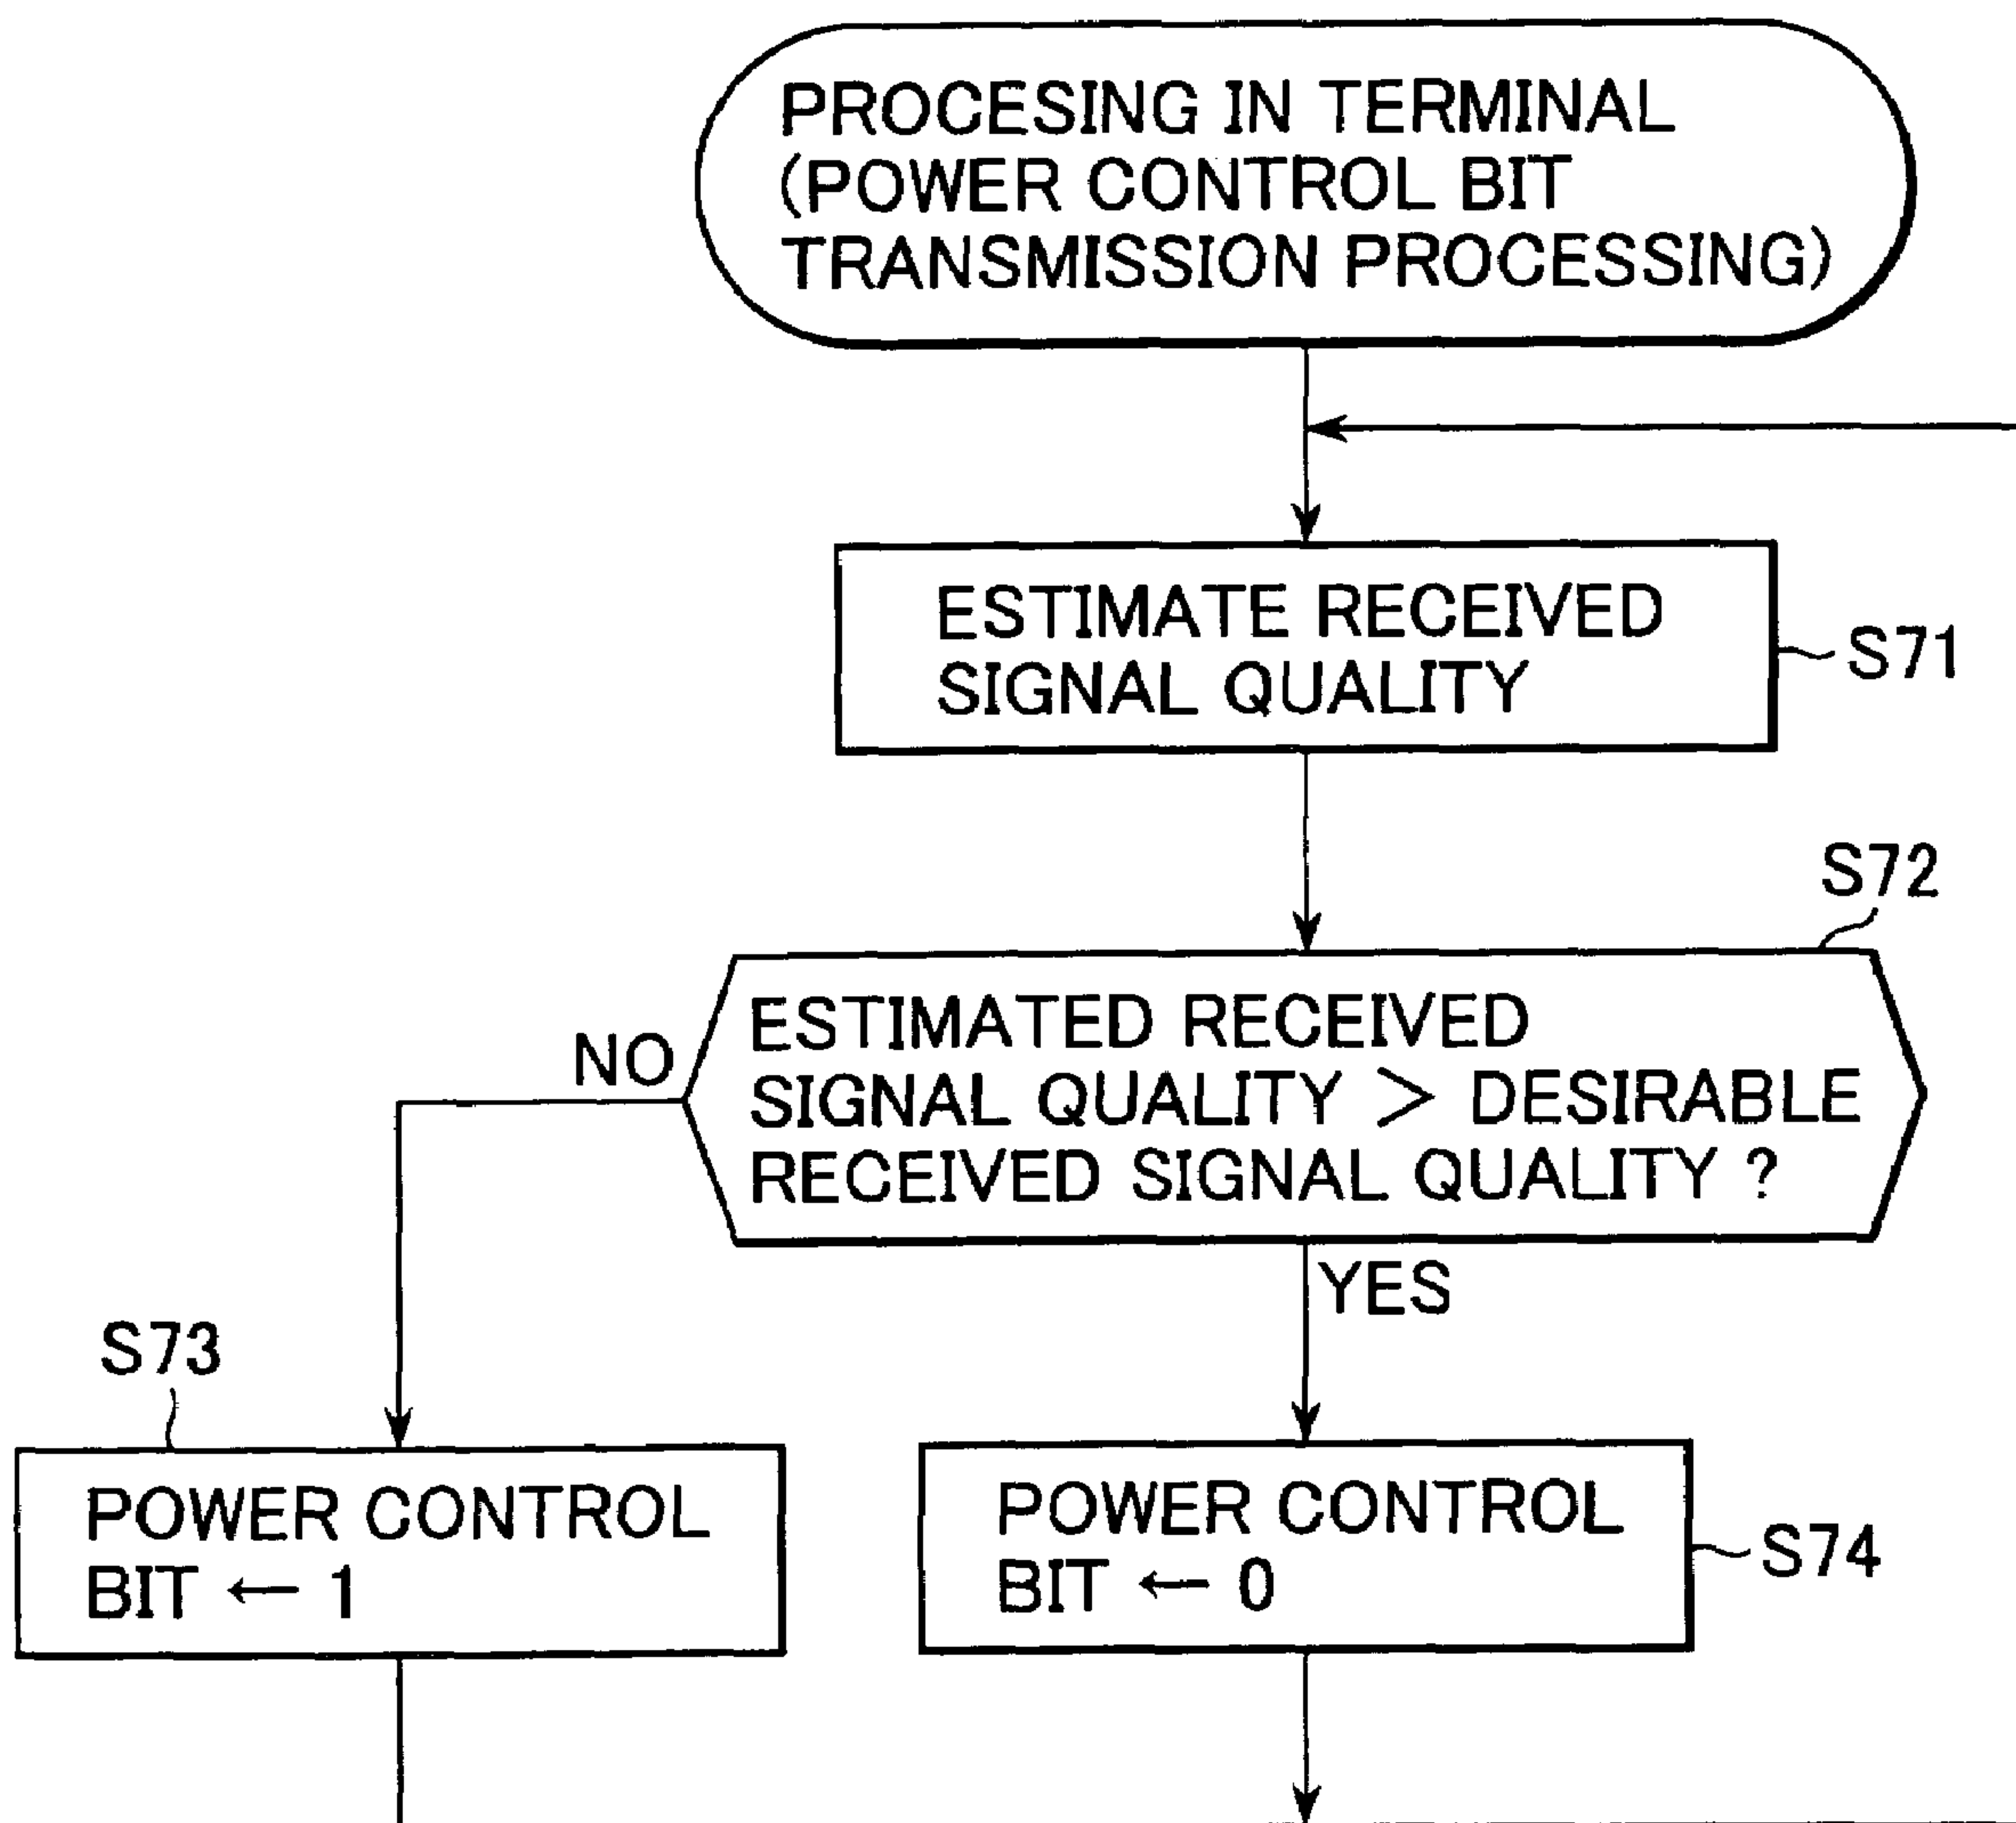 PROCESING IN TERMINAL
(POWER CONTROL BIT
TRANSMISSION PROCESSING)
ESTIMATE RECEIVED
SIGNAL QUALITY
S71
S72
ESTIMATED RECEIVED
SIGNAL QUALITY > DESIRABLE
RECEIVED SIGNAL QUALITY ?
NO
YES
S73
POWER CONTROL
BIT ← 1
POWER CONTROL
BIT ← 0
S74